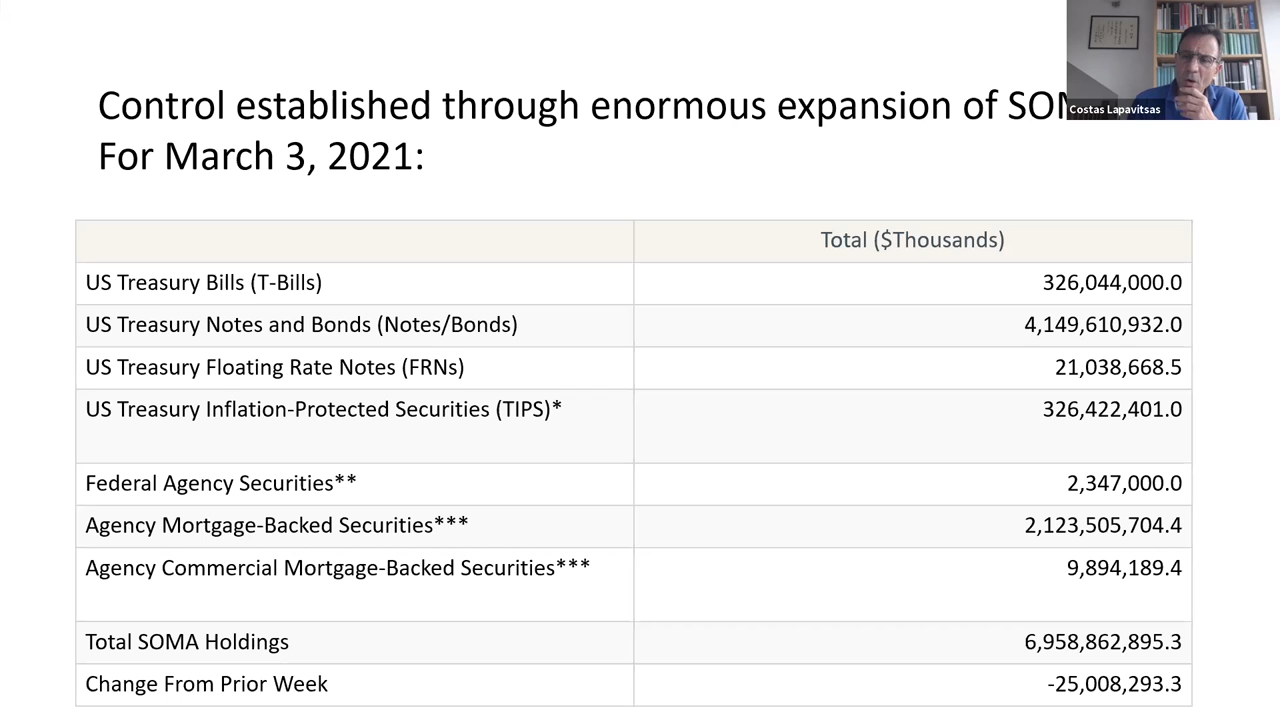 Control established through enormous expansion of
Costas Lapavitsas
For March 3, 2021:
Total ($Thousands)
US Treasury Bills (T-Bills) 326,044,000.0
US Treasury Notes and Bonds (Notes/Bonds) 4,149,610,932.0
US Treasury Floating Rate Notes (FRNs) 21,038,668.5
US Treasury Inflation-Protected Securities (TIPS)* 326,422,401.0
Federal Agency Securities** 2,347,000.0
Agency Mortgage-Backed Securities*** 2,123,505,704.4
Agency Commercial Mortgage-Backed Securities*** 9,894,189.4
Total SOMA Holdings 6,958,862,895.3
Change From Prior Week -25,008,293.3